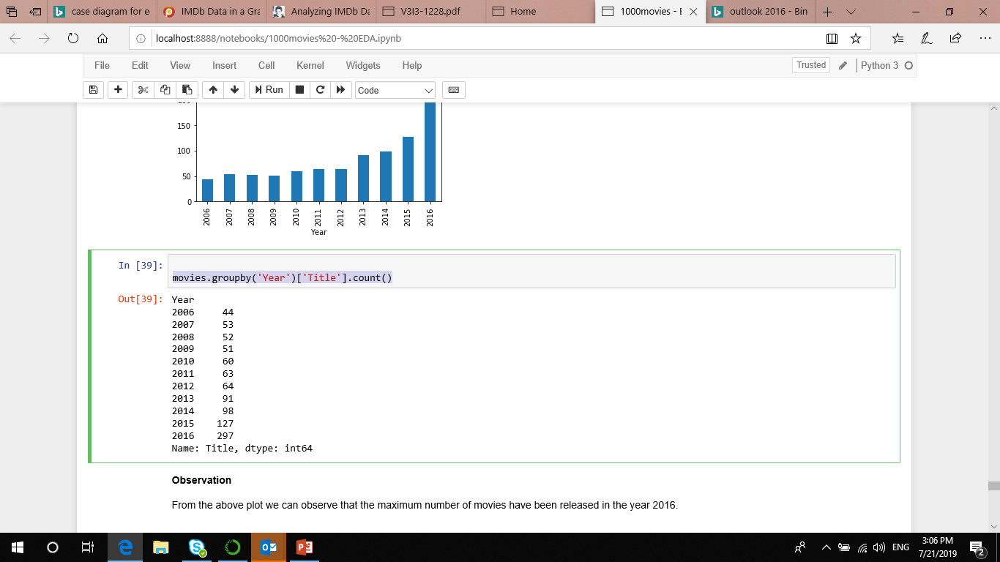 case diagram for e
IMDb Data in a Gra
Analyzing IMDb Da
V3I3-1228.pdf
Home
1000movies - E
outlook 2016 - Bin
localhost:8888/notebooks/1000movies%20-%20EDA.ipynb
File Edit View Insert Cell Kernel Widgets Help
Trusted
Python 3
Run
Code
150
100
50
0
2006 2007 2008 2009 2010 2011 2012 2013 2014 2015 2016
Year
In [39]:
movies.groupby('Year')['Title'].count()
Out[39]: Year
2006 44
2007 53
2008 52
2009 51
2010 60
2011 63
2012 64
2013 91
2014 98
2015 127
2016 297
Name: Title, dtype: int64
Observation
From the above plot we can observe that the maximum number of movies have been released in the year 2016.
ENG
3:06 PM
7/21/2019
2